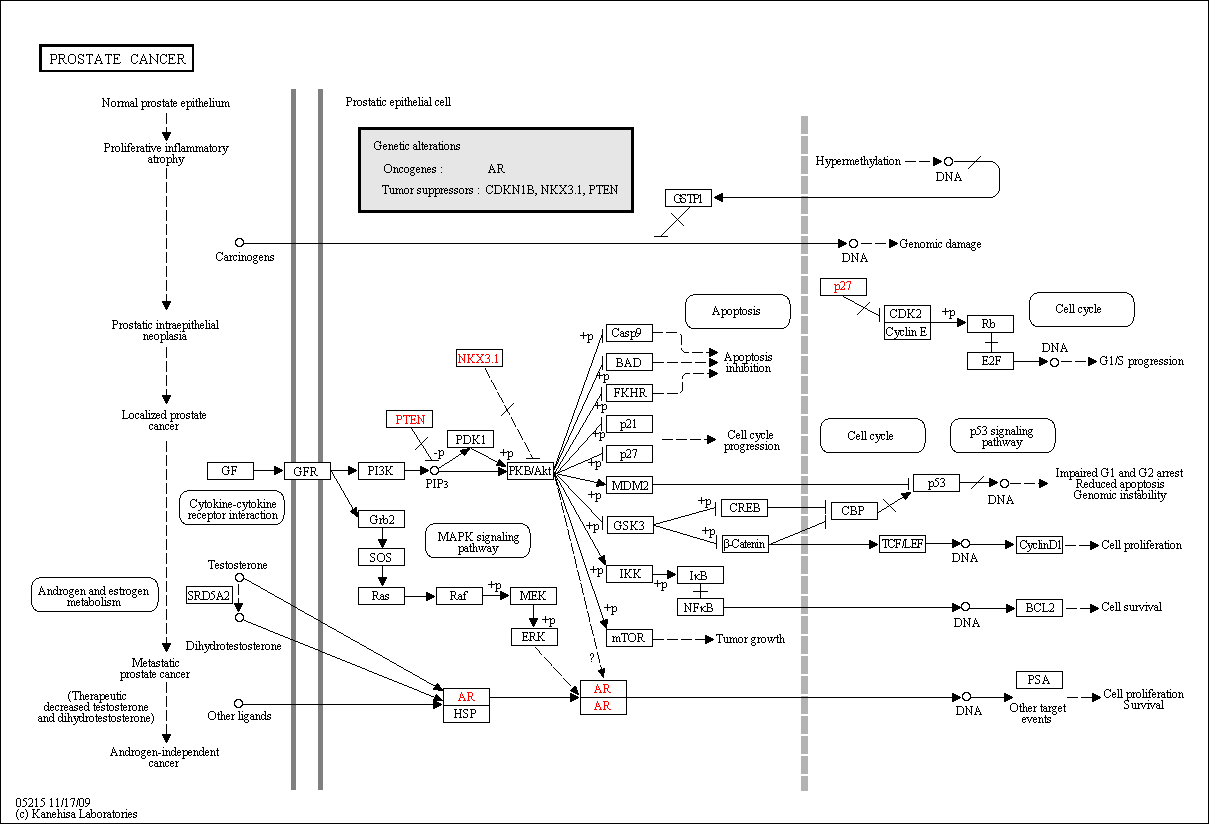 PROSTATE CANCER
Normal prostate epithelium
Proliferative inflammatory
atrophy
Prostatic intraepithelial
neoplasia
Localized prostate
cancer
Metastatic
prostate cancer
(Therapeutic
decreased testosterone
and dihydrotestosterone)
Androgen-independent
cancer
Prostatic epithelial cell
Genetic alterations
Oncogenes : AR
Tumor suppressors : CDKN1B, NKX3.1, PTEN
Hypermethylation
DNA
GSTP1
Carcinogens
DNA
Genomic damage
p27
CDK2
Cyclin E
+p
Rb
E2F
Cell cycle
DNA
G1/S progression
Apoptosis
Casp9
BAD
FKHR
p21
p27
MDM2
GSK3
IKK
mTOR
+p
+p
+p
+p
+p
+p
+p
+p
+p
Apoptosis
inhibition
Cell cycle
progression
NKX3.1
PTEN
PDK1
-p
+p
GF
GFR
PI3K
PIP3
PKB/Akt
Cytokine-cytokine
receptor interaction
Grb2
SOS
Ras
Raf
+p
MEK
+p
ERK
MAPK signaling
pathway
Cell cycle
p53 signaling
pathway
p53
DNA
Impaired G1 and G2 arrest
Reduced apoptosis
Genomic instability
+p
CREB
CBP
+p
β-Catenin
TCF/LEF
DNA
CyclinD1
Cell proliferation
+p
IκB
NFκB
DNA
BCL2
Cell survival
Tumor growth
?
Testosterone
SRD5A2
Dihydrotestosterone
Androgen and estrogen
metabolism
Other ligands
AR
HSP
AR
AR
DNA
PSA
Other target
events
Cell proliferation
Survival
05215 11/17/09
(c) Kanehisa Laboratories